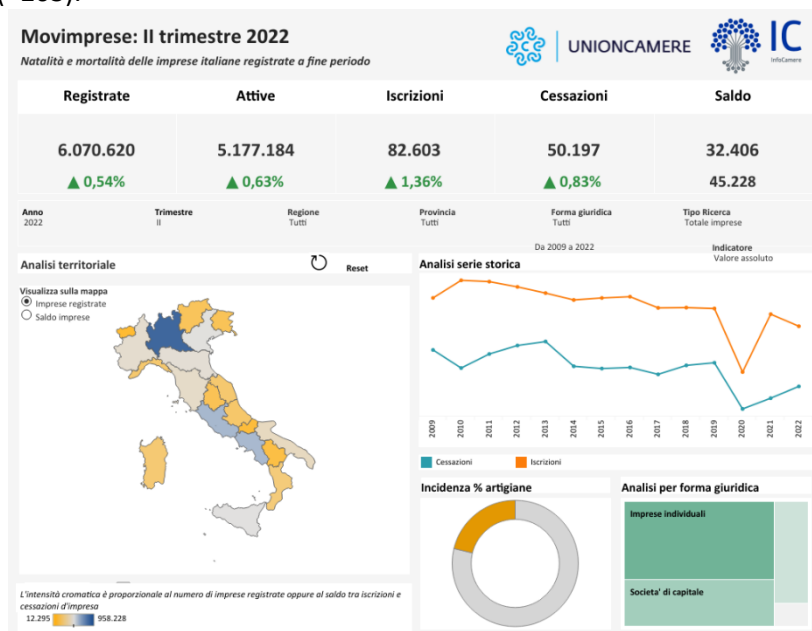 Movimprese: II trimestre 2022
Natalità e mortalità delle imprese italiane registrate a fine periodo
UNIONCAMERE
IC
InfoCamere
Registrate Attive Iscrizioni Cessazioni Saldo
6.070.620 5.177.184 82.603 50.197 32.406
▲ 0,54% ▲ 0,63% ▲ 1,36% ▲ 0,83% 45.228
Anno Trimestre Regione Provincia Forma giuridica Tipo Ricerca
2022 II Tutti Tutti Tutti Totale imprese
Da 2009 a 2022 Indicatore
Valore assoluto
Analisi territoriale Reset Analisi serie storica
Visualizza sulla mappa
Imprese registrate
Saldo imprese
2009 2010 2011 2012 2013 2014 2015 2016 2017 2018 2019 2020 2021 2022
Cessazioni Iscrizioni
Incidenza % artigiane Analisi per forma giuridica
Imprese individuali
Societa' di capitale
L'intensità cromatica è proporzionale al numero di imprese registrate oppure al saldo tra iscrizioni e
cessazioni d'impresa
12.295 958.228